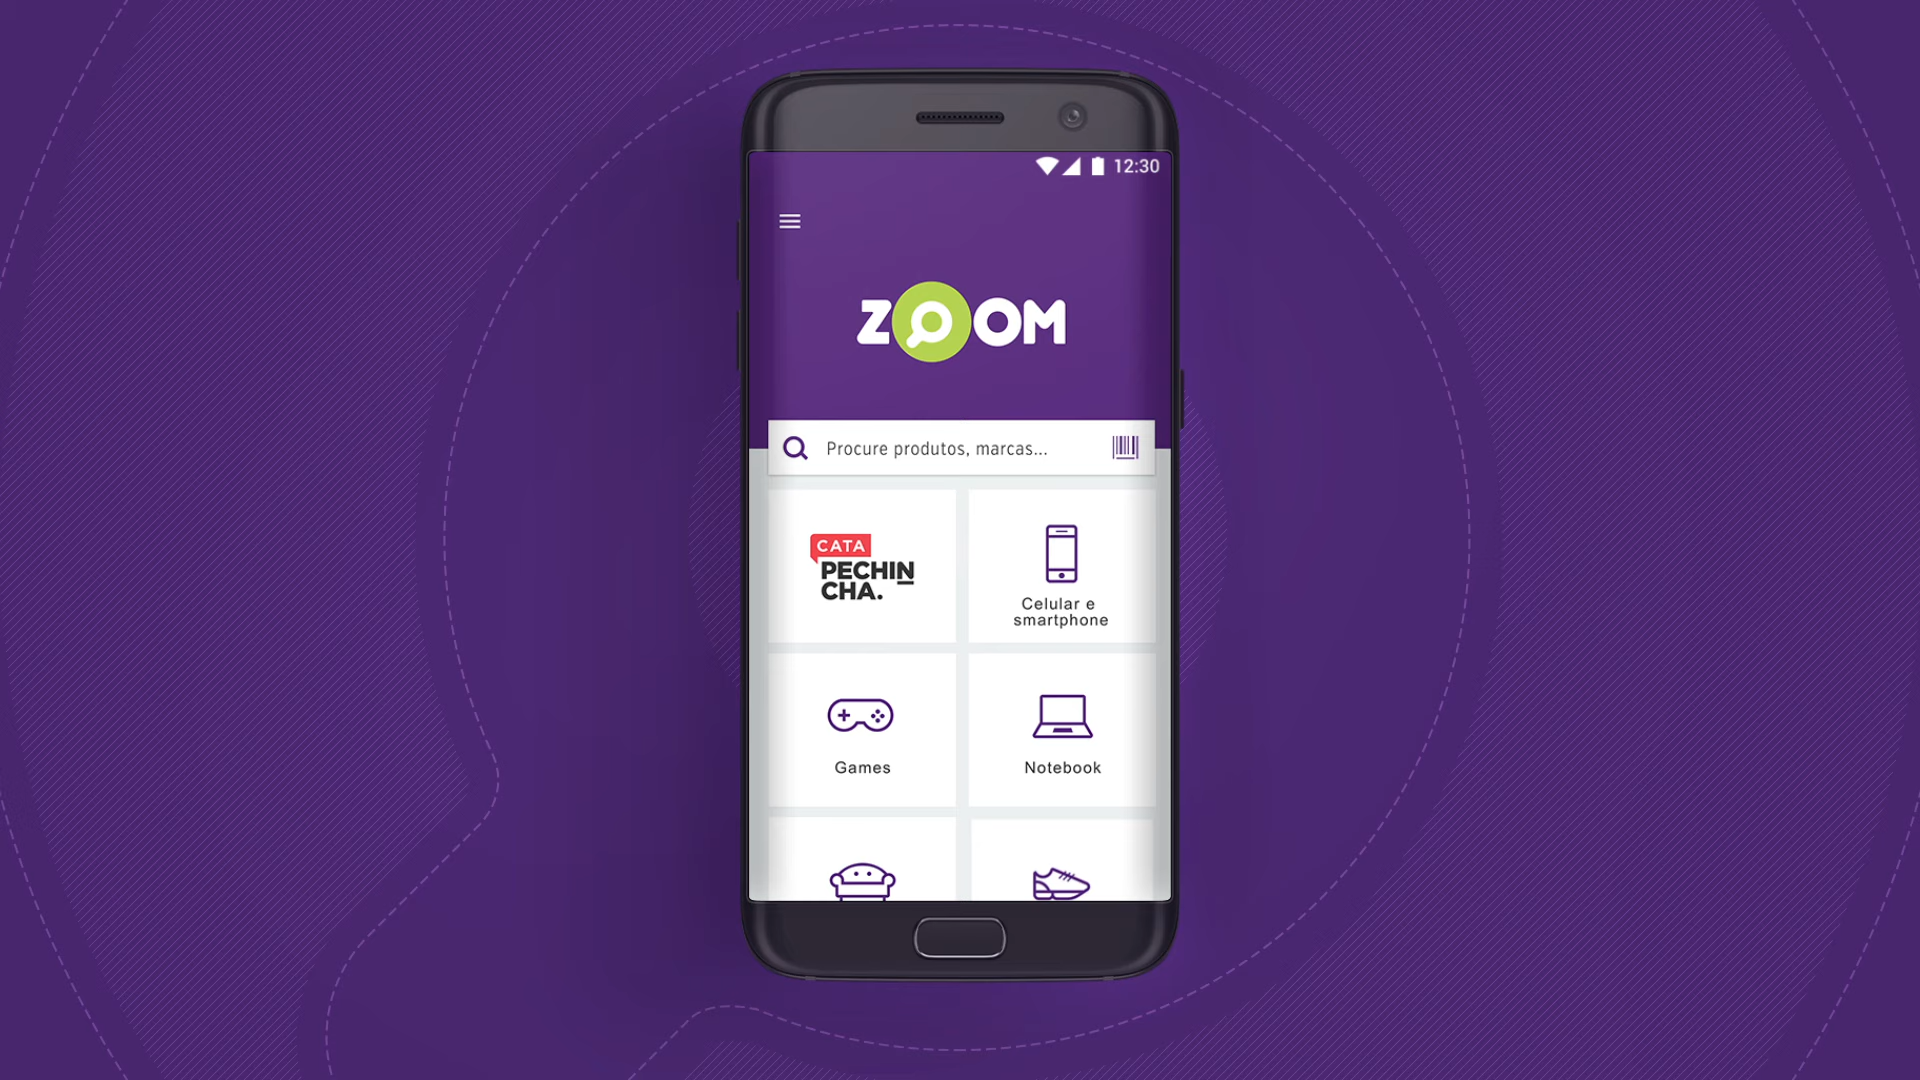 12:30
ZOOM
Procure produtos, marcas...
CATA
PECHIN
CHA.
Celular e
smartphone
Games
Notebook